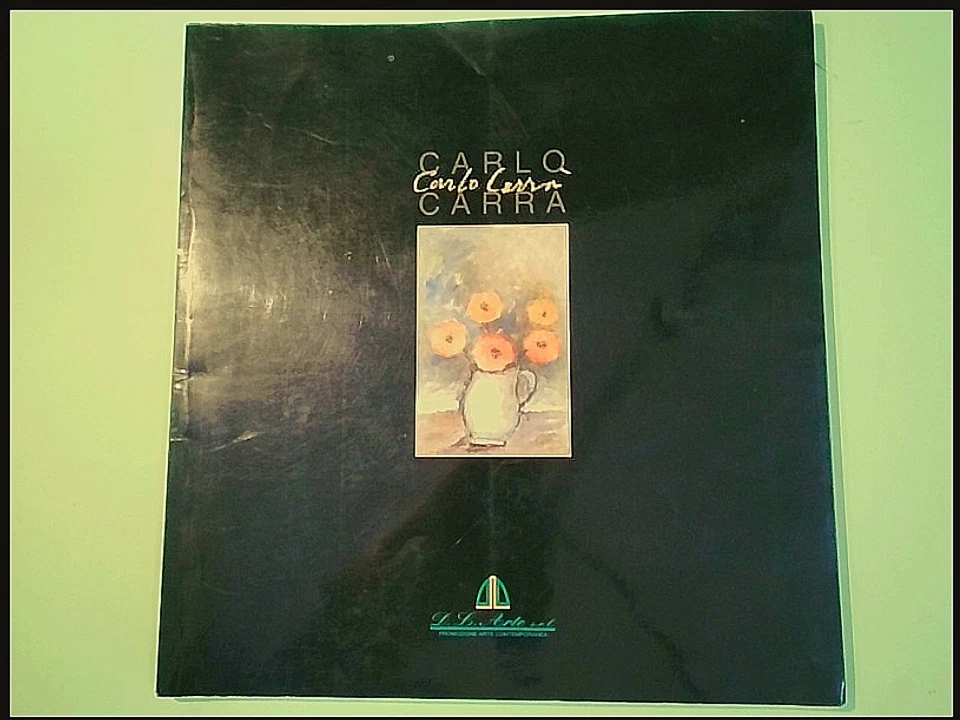 CARLO
Carlo Carra
CARRÀ
D.L. Arte s.r.l.
PROMOZIONE ARTE CONTEMPORANEA